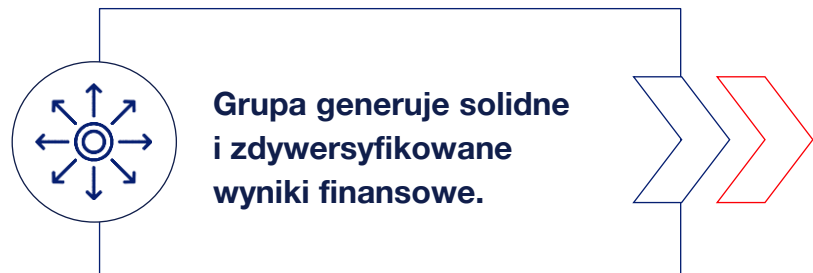 Grupa generuje solidne
i zdywersyfikowane
wyniki finansowe.